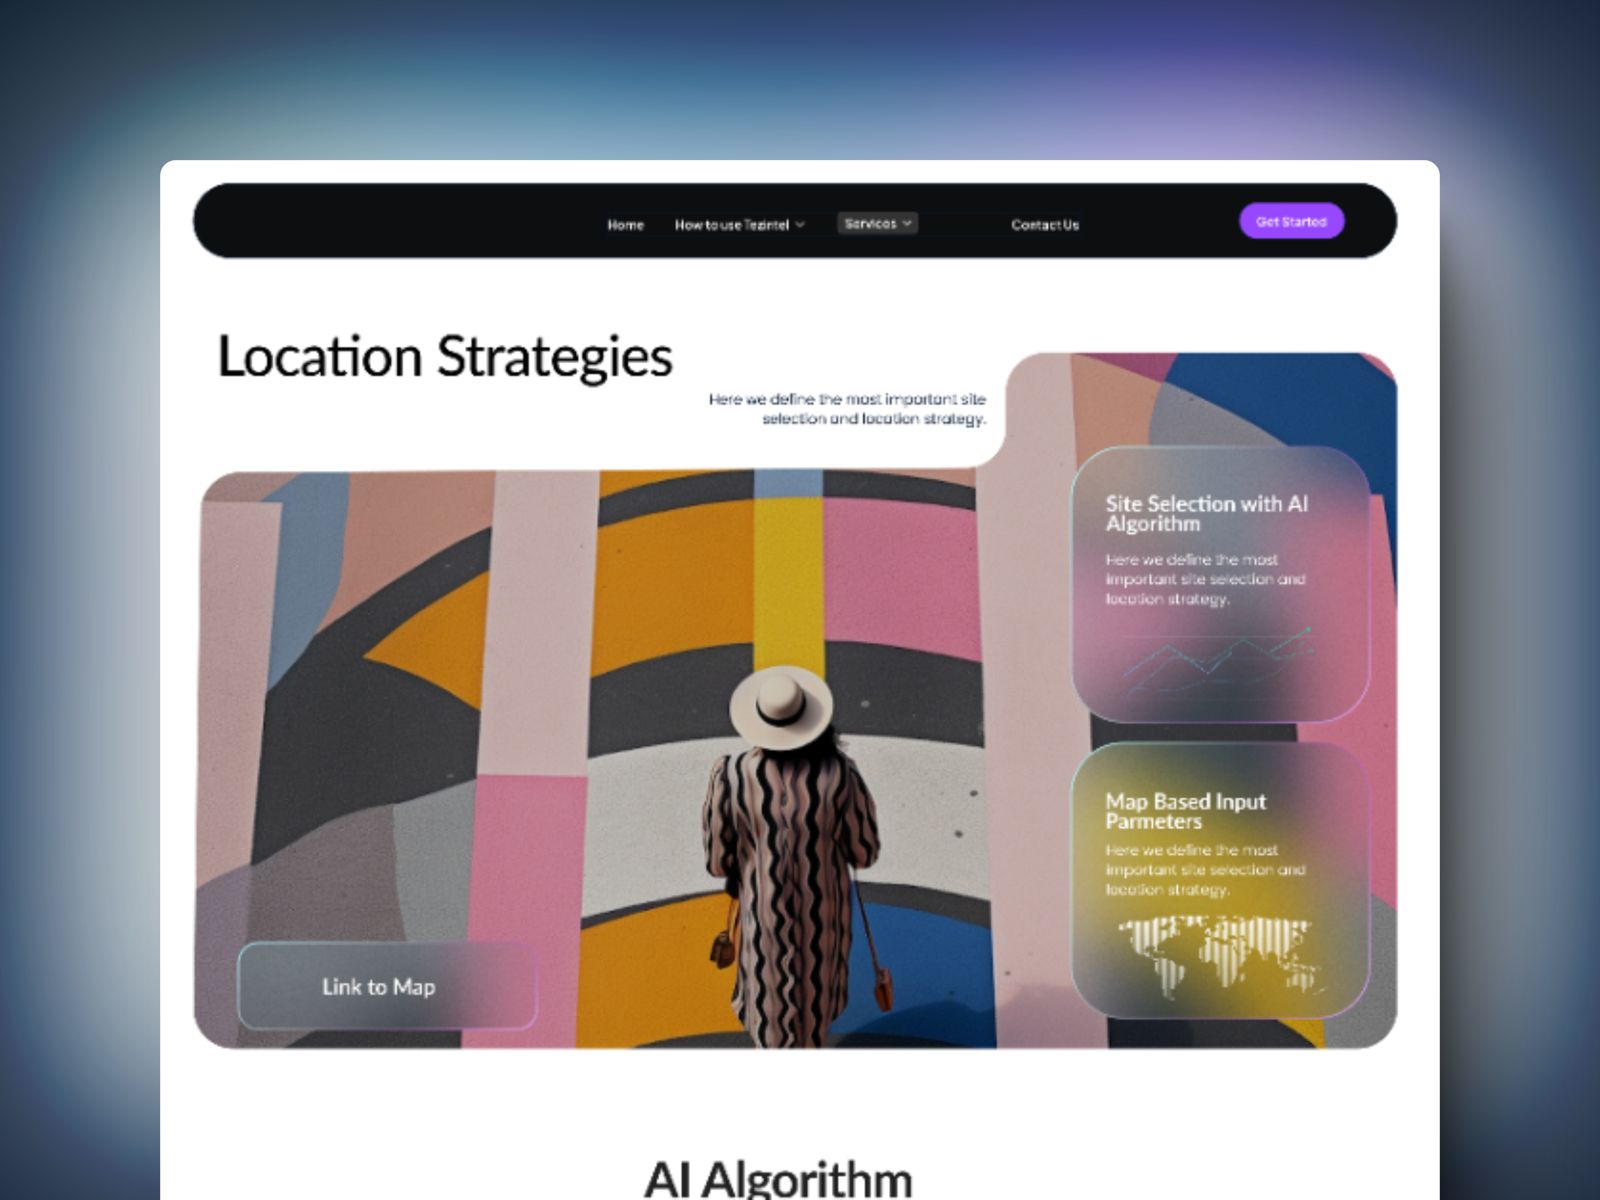 Home
How to use Tezintel
Services
Contact Us
Get Started
Location Strategies
Here we define the most important site
selection and location strategy.
Site Selection with AI
Algorithm
Here we define the most
important site selection and
location strategy.
Map Based Input
Parmeters
Here we define the most
important site selection and
location strategy.
Link to Map
AI Algorithm